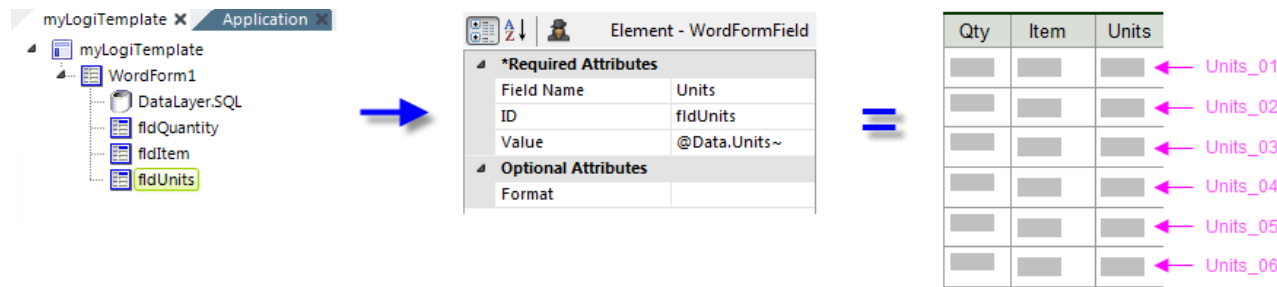 myLogiTemplate
Application
myLogiTemplate
WordForm1
DataLayer.SQL
fldQuantity
fldItem
fldUnits
Element - WordFormField
*Required Attributes
Field Name Units
ID fldUnits
Value @Data.Units~
Optional Attributes
Format
=
Qty Item Units
Units_01
Units_02
Units_03
Units_04
Units_05
Units_06